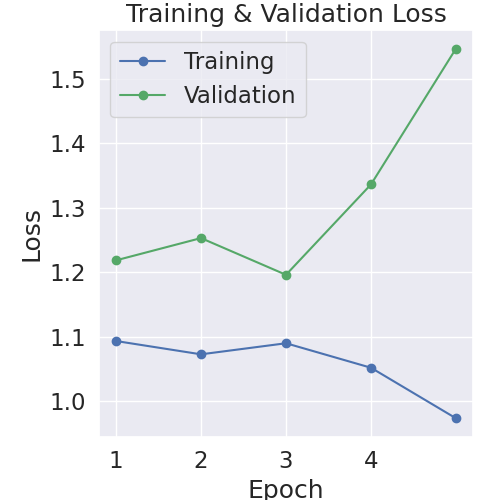 Training & Validation Loss
Training
Validation
Loss
1.5
1.4
1.3
1.2
1.1
1.0
1 2 3 4
Epoch